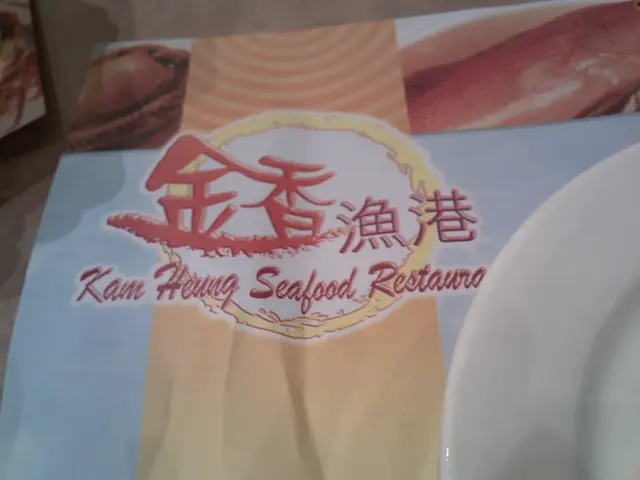 金香漁港
Kam Heung Seafood Restaura